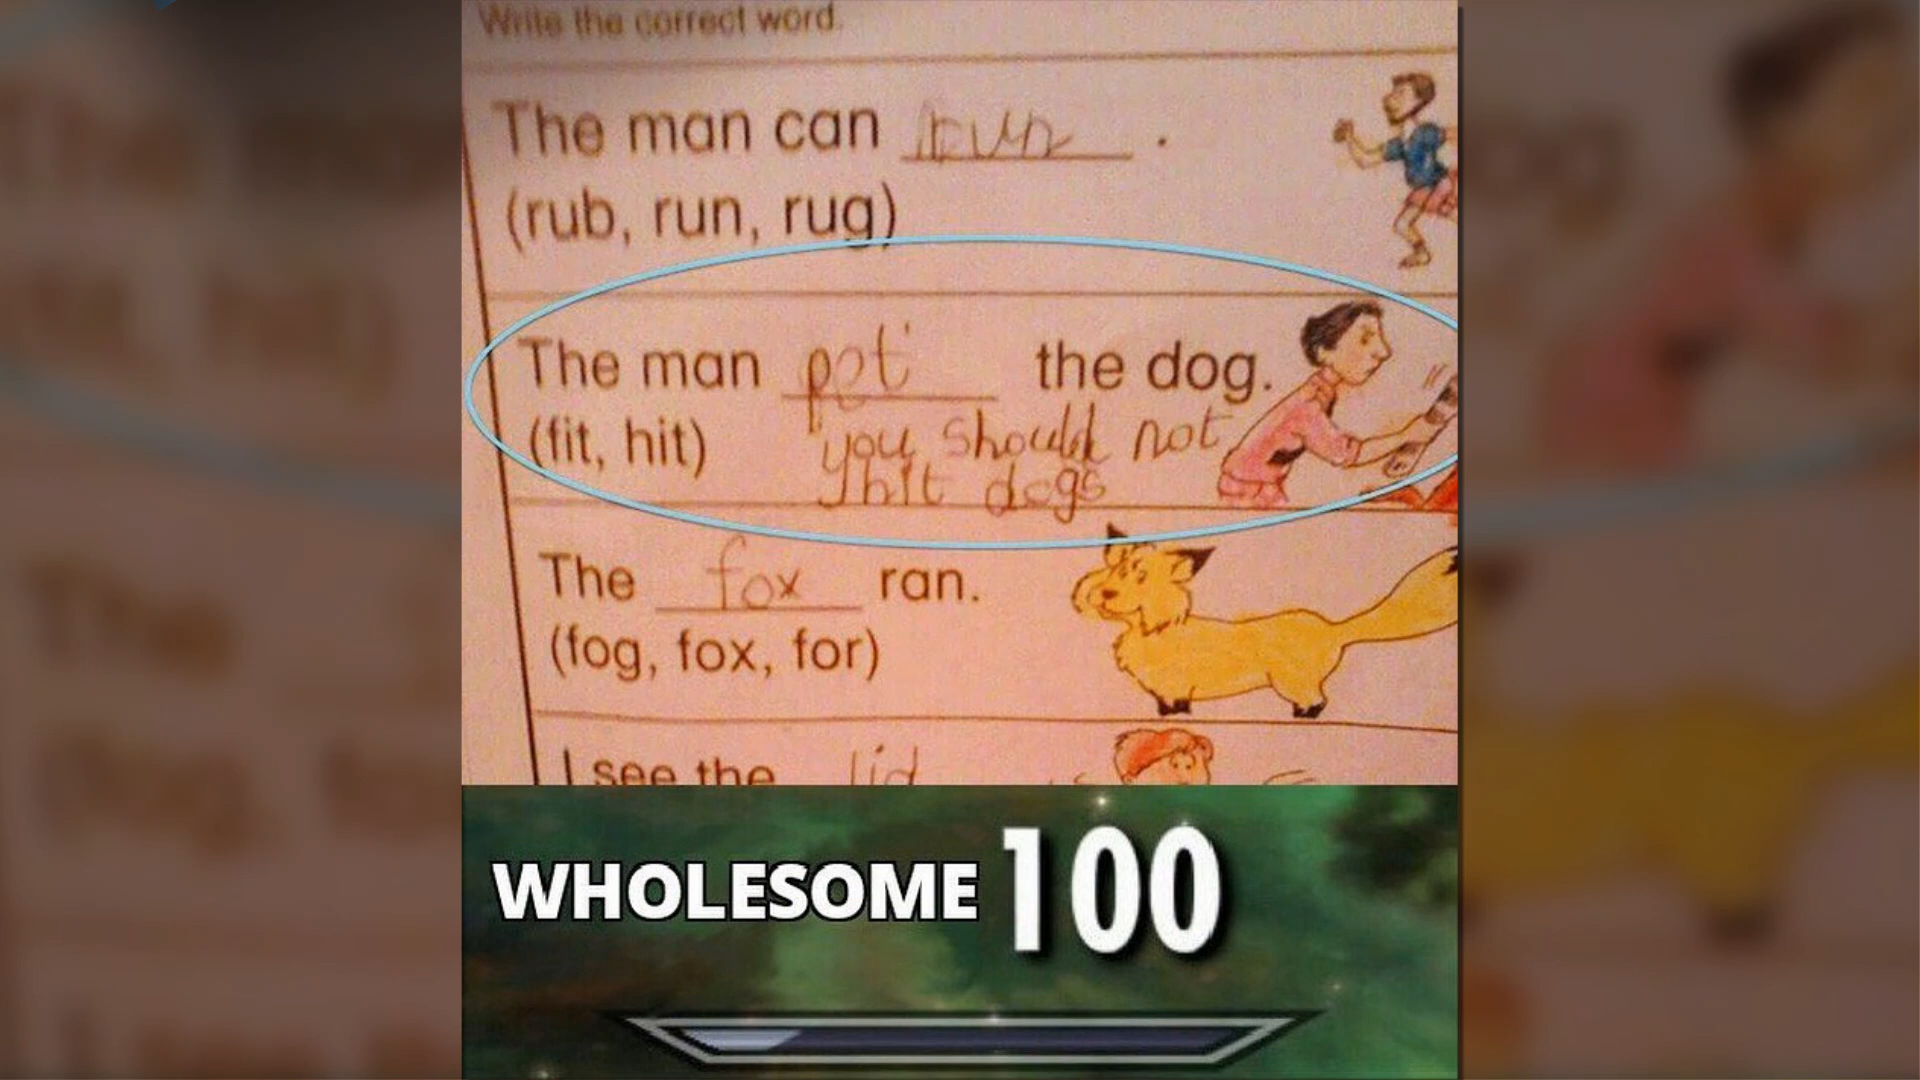 Write the correct word.
The man can run .
(rub, run, rug)
The man pet the dog.
(fit, hit) you should not
hit dogs
The fox ran.
(fog, fox, for)
I see the lid
WHOLESOME 100